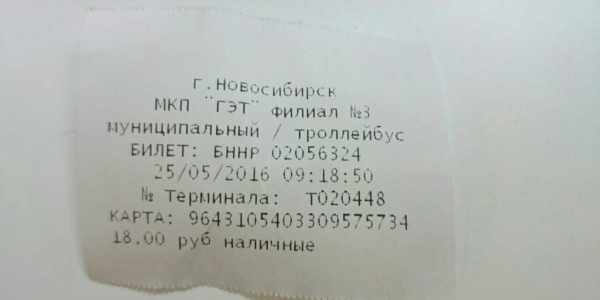 г.Новосибирск
МКП "ГЭТ" филиал №3
муниципальный / троллейбус
БИЛЕТ: БННР 02056324
25/05/2016 09:18:50
№ Терминала: Т020448
КАРТА: 9643105403309575734
18.00 руб наличные